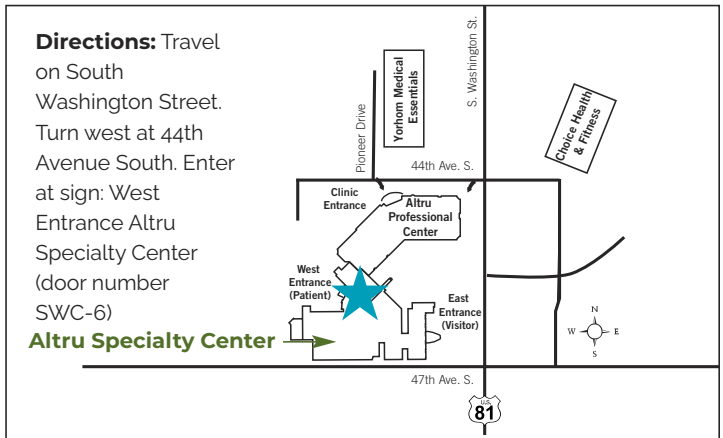 Directions: Travel
on South
Washington Street.
Turn west at 44th
Avenue South. Enter
at sign: West
Entrance Altru
Specialty Center
(door number
SWC-6)
Altru Specialty Center
Pioneer Drive
Yorhom Medical
Essentials
S. Washington St.
Choice Health
& Fitness
44th Ave. S.
Clinic
Entrance
Altru
Professional
Center
West
Entrance
(Patient)
East
Entrance
(Visitor)
N
W
E
S
47th Ave. S.
U.S.
81